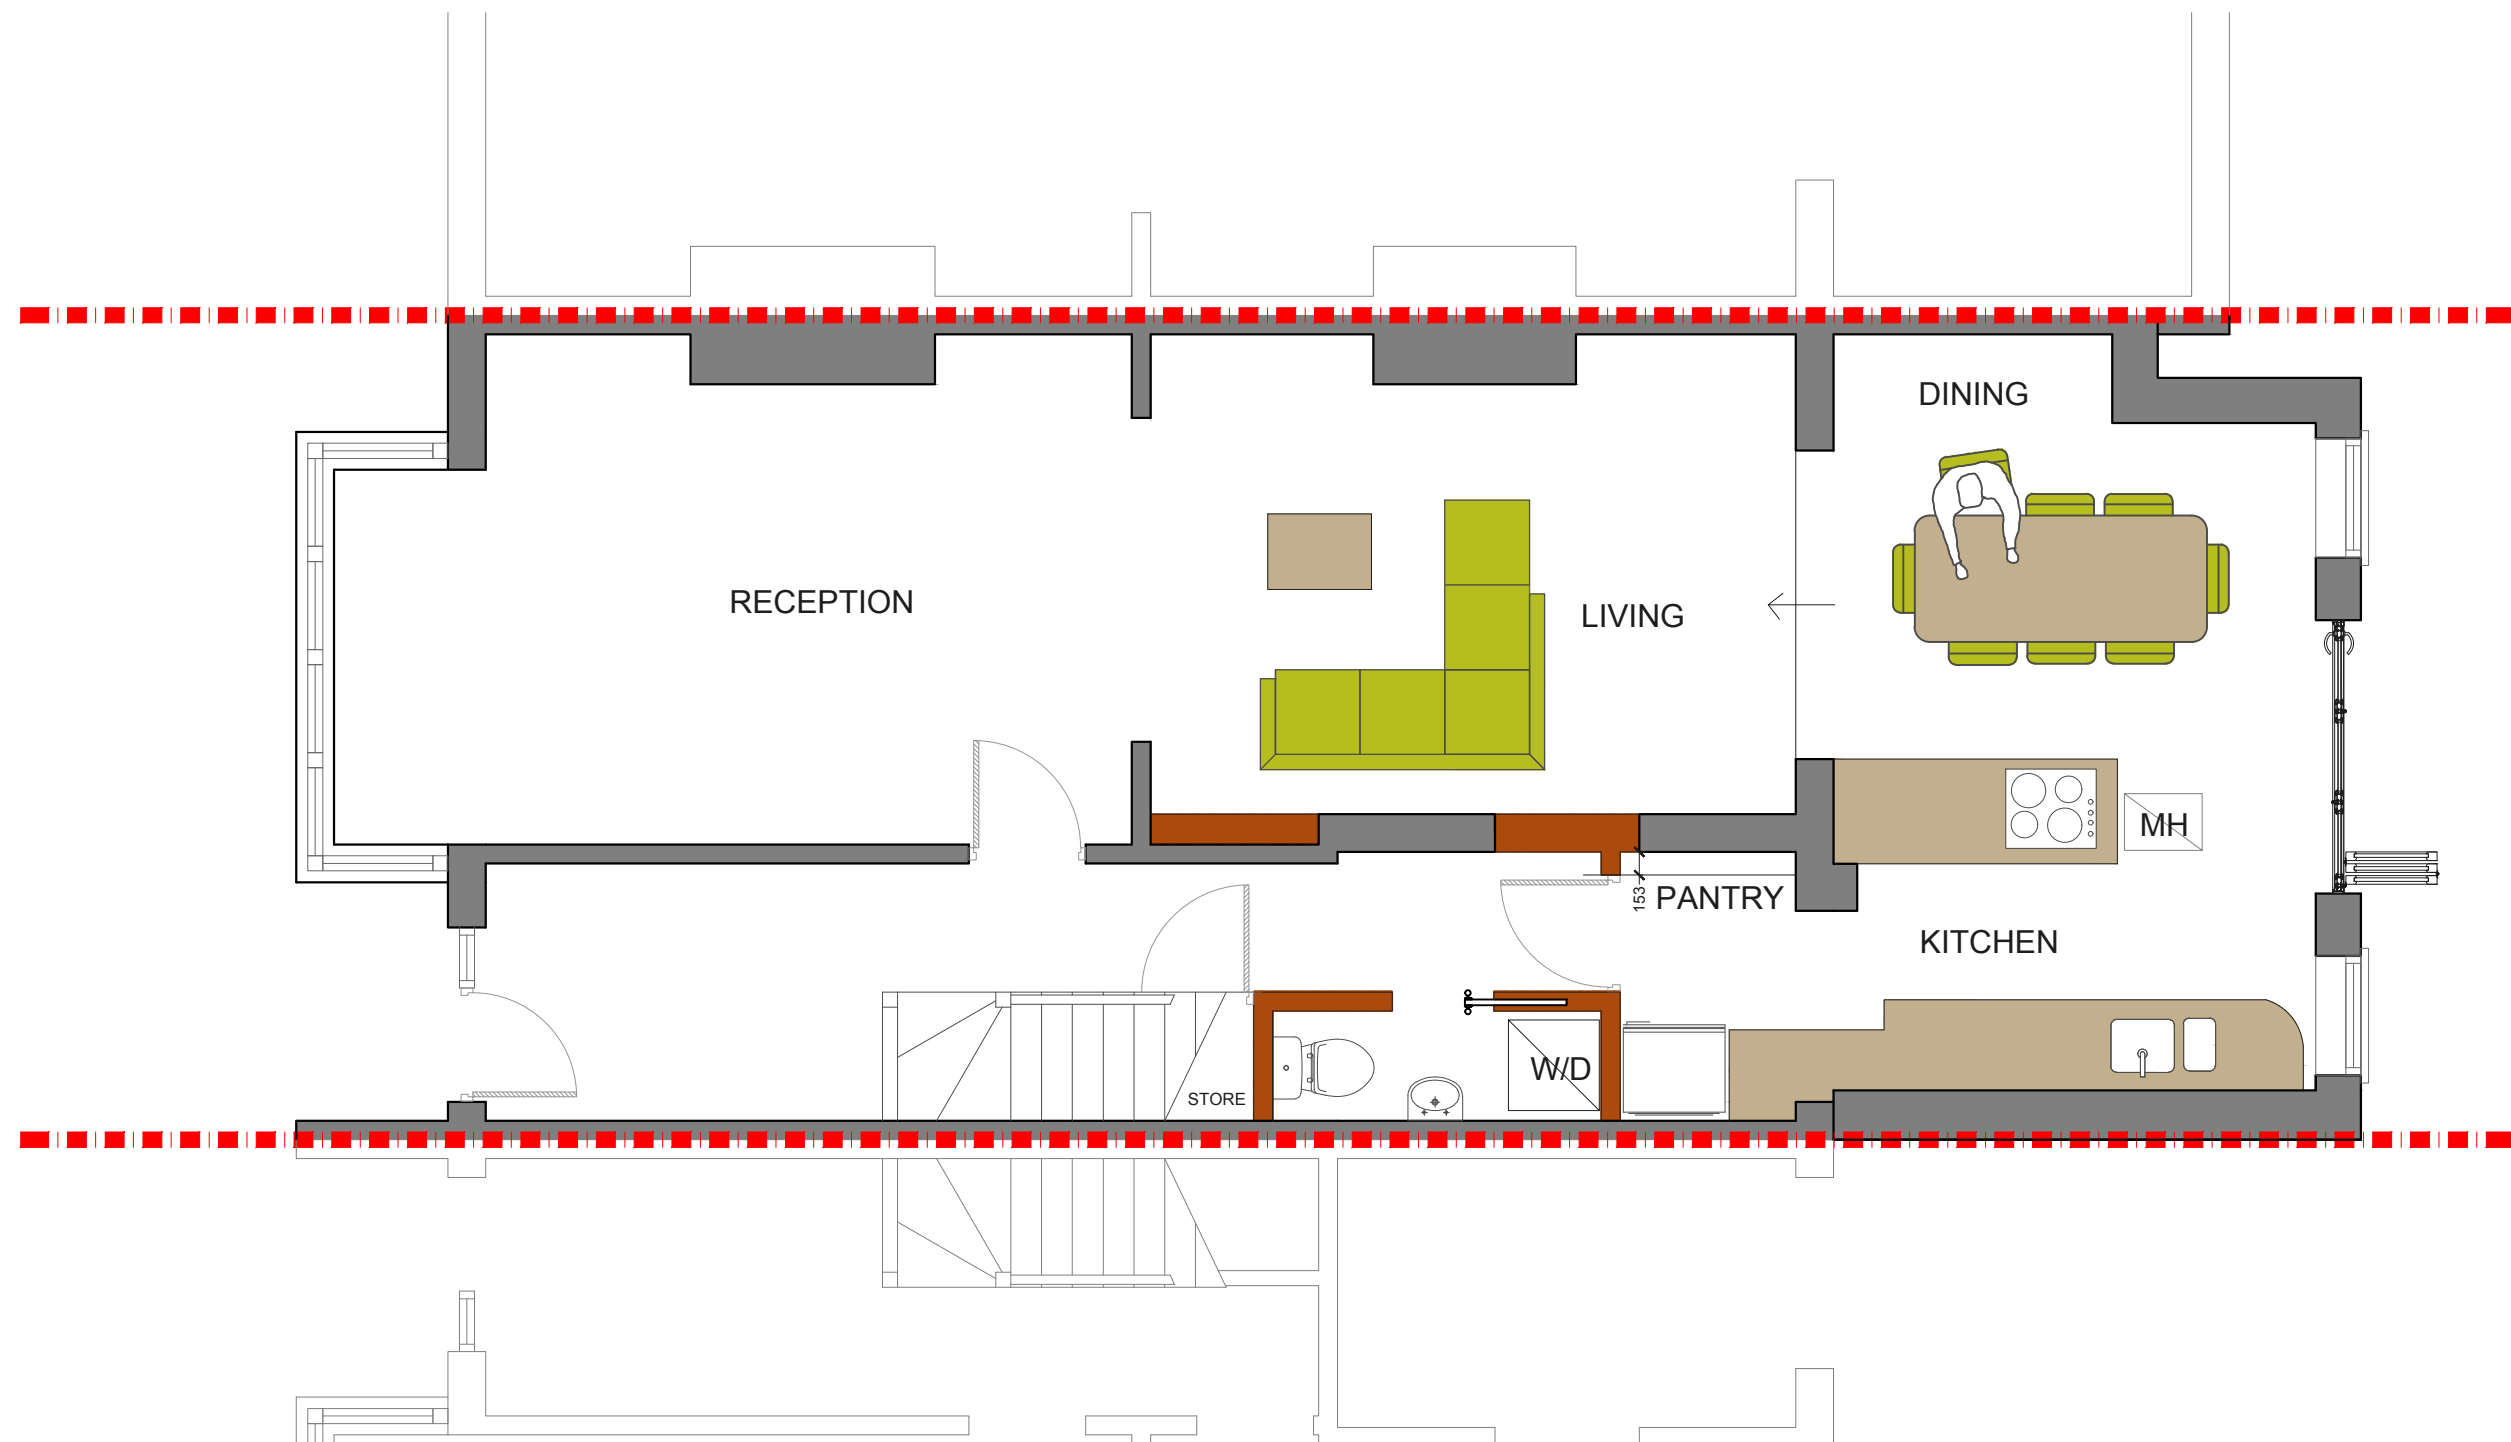 DINING
RECEPTION
LIVING
MH
153
PANTRY
KITCHEN
W/D
STORE